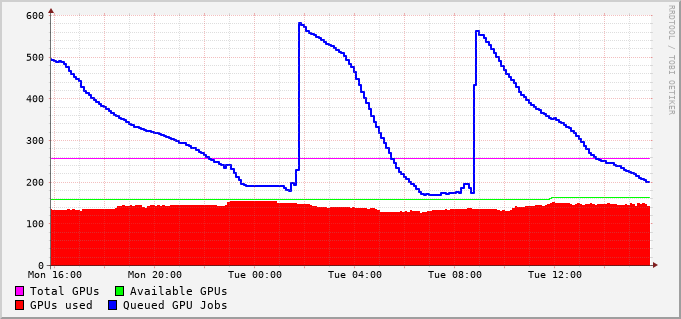 600
500
400
300
200
100
0
Mon 16:00 Mon 20:00 Tue 00:00 Tue 04:00 Tue 08:00 Tue 12:00
Total GPUs Available GPUs
GPUs used Queued GPU Jobs
RRDTOOL / TOBI OETIKER